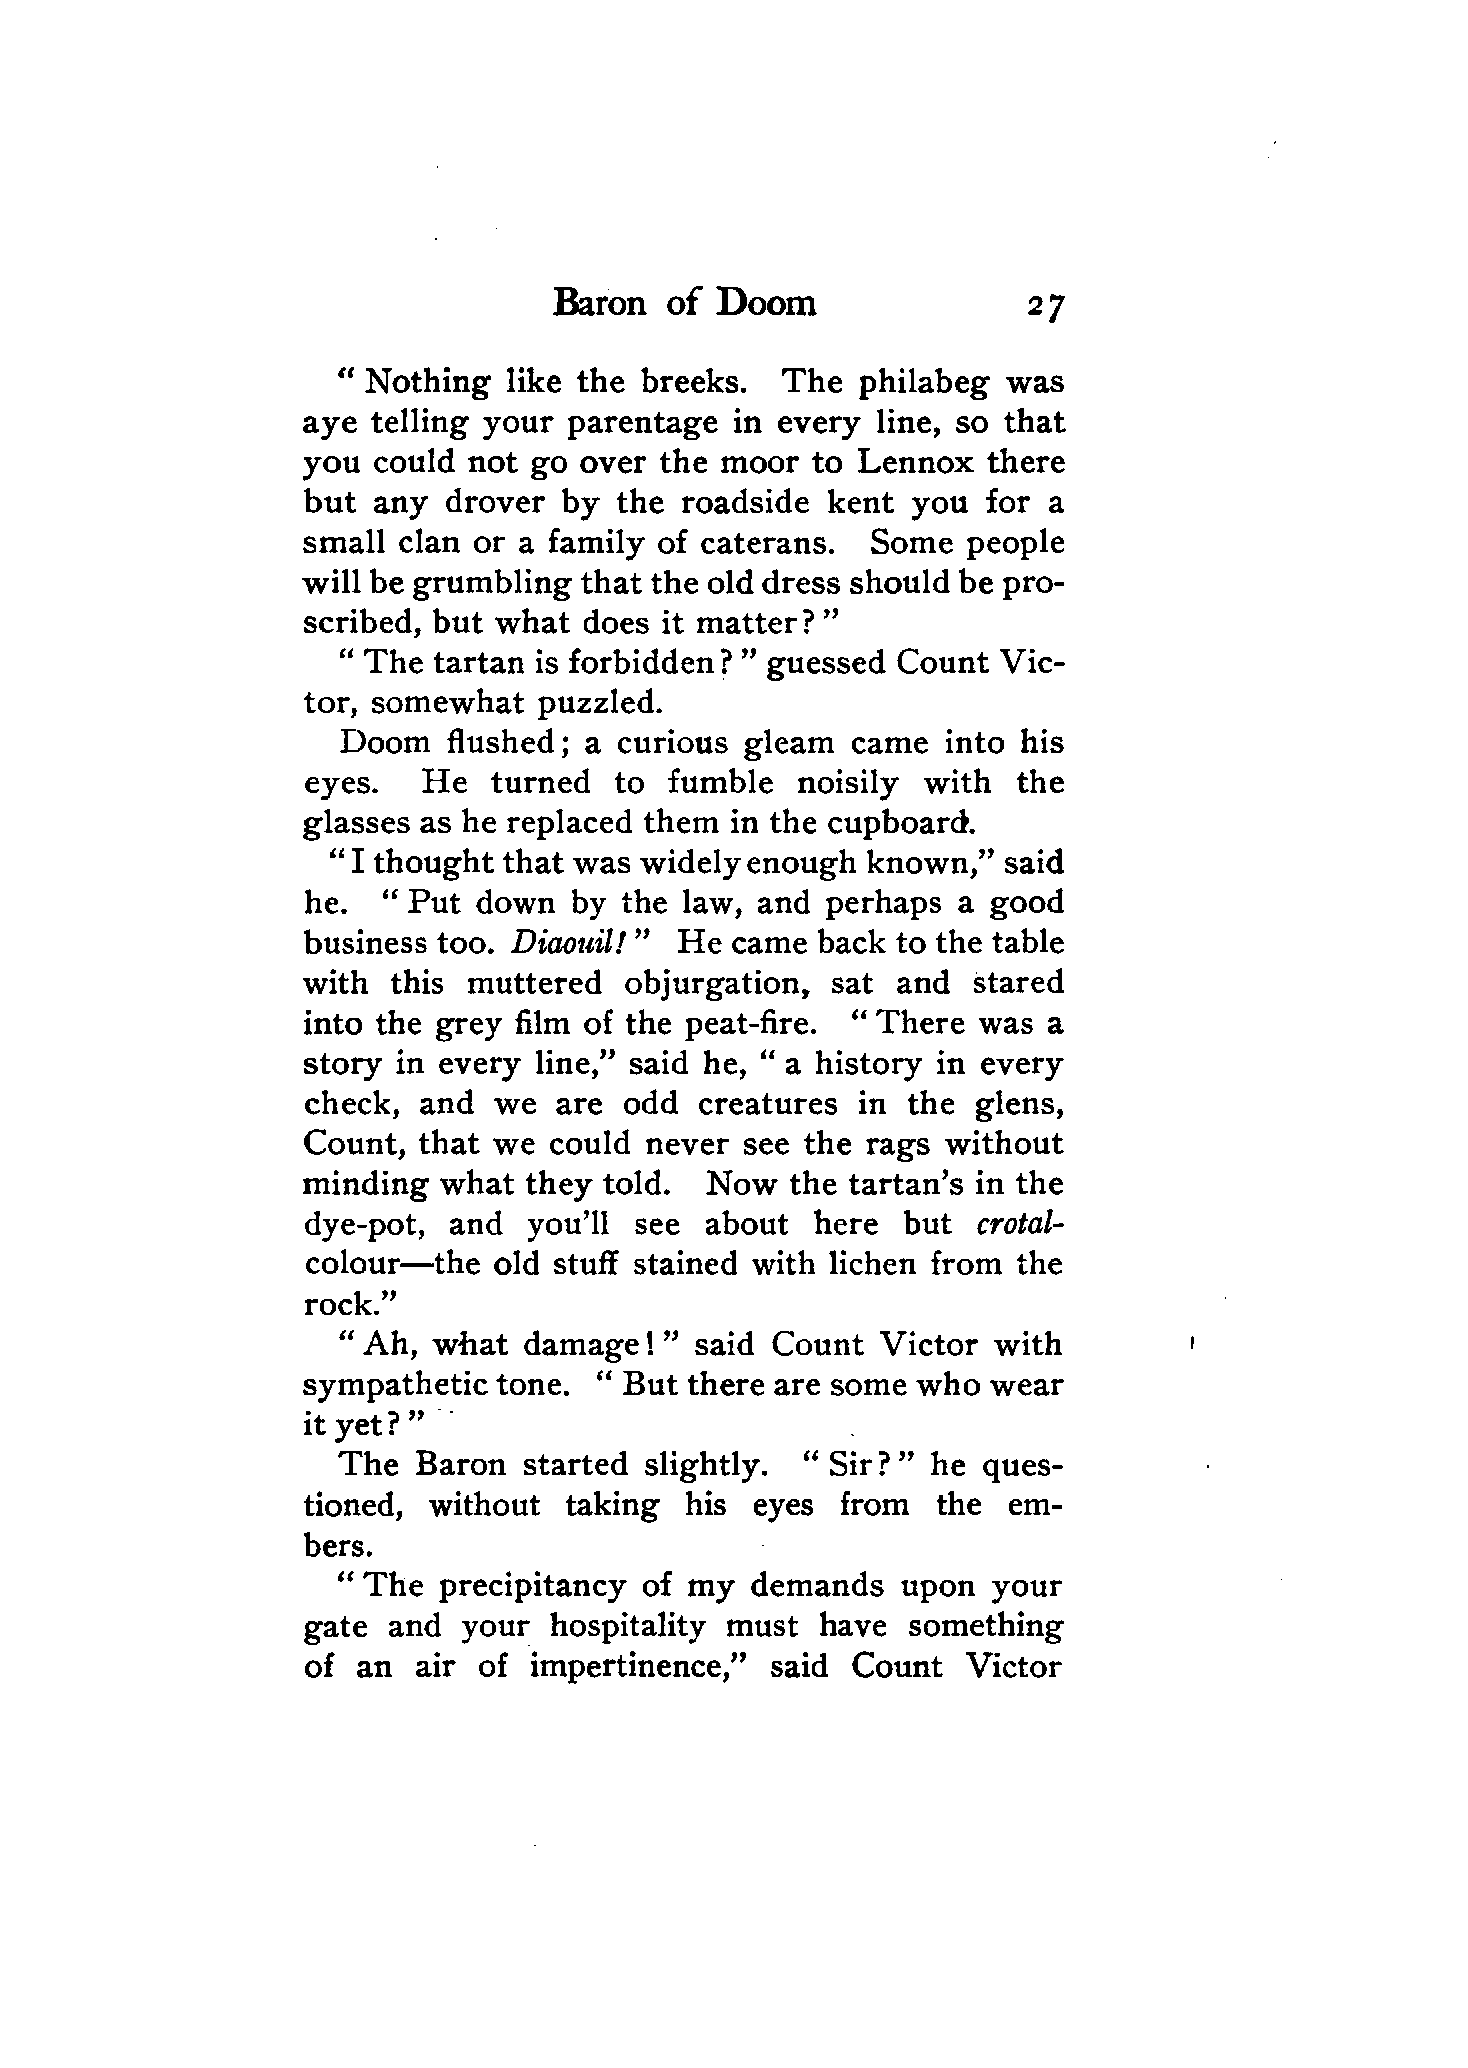 Baron of Doom 27
“ Nothing like the breeks. The philabeg was
aye telling your parentage in every line, so that
you could not go over the moor to Lennox there
but any drover by the roadside kent you for a
small clan or a family of caterans. Some people
will be grumbling that the old dress should be pro-
scribed, but what does it matter? ”
“ The tartan is forbidden? ” guessed Count Vic-
tor, somewhat puzzled.
Doom flushed; a curious gleam came into his
eyes. He turned to fumble noisily with the
glasses as he replaced them in the cupboard.
“ I thought that was widely enough known,” said
he. “ Put down by the law, and perhaps a good
business too. Diaouil! ” He came back to the table
with this muttered objurgation, sat and stared
into the grey film of the peat-fire. “ There was a
story in every line,” said he, “ a history in every
check, and we are odd creatures in the glens,
Count, that we could never see the rags without
minding what they told. Now the tartan’s in the
dye-pot, and you’ll see about here but crotal-
colour—the old stuff stained with lichen from the
rock.”
“ Ah, what damage! ” said Count Victor with
sympathetic tone. “ But there are some who wear
it yet? ”
The Baron started slightly. “ Sir? ” he ques-
tioned, without taking his eyes from the em-
bers.
“ The precipitancy of my demands upon your
gate and your hospitality must have something
of an air of impertinence,” said Count Victor